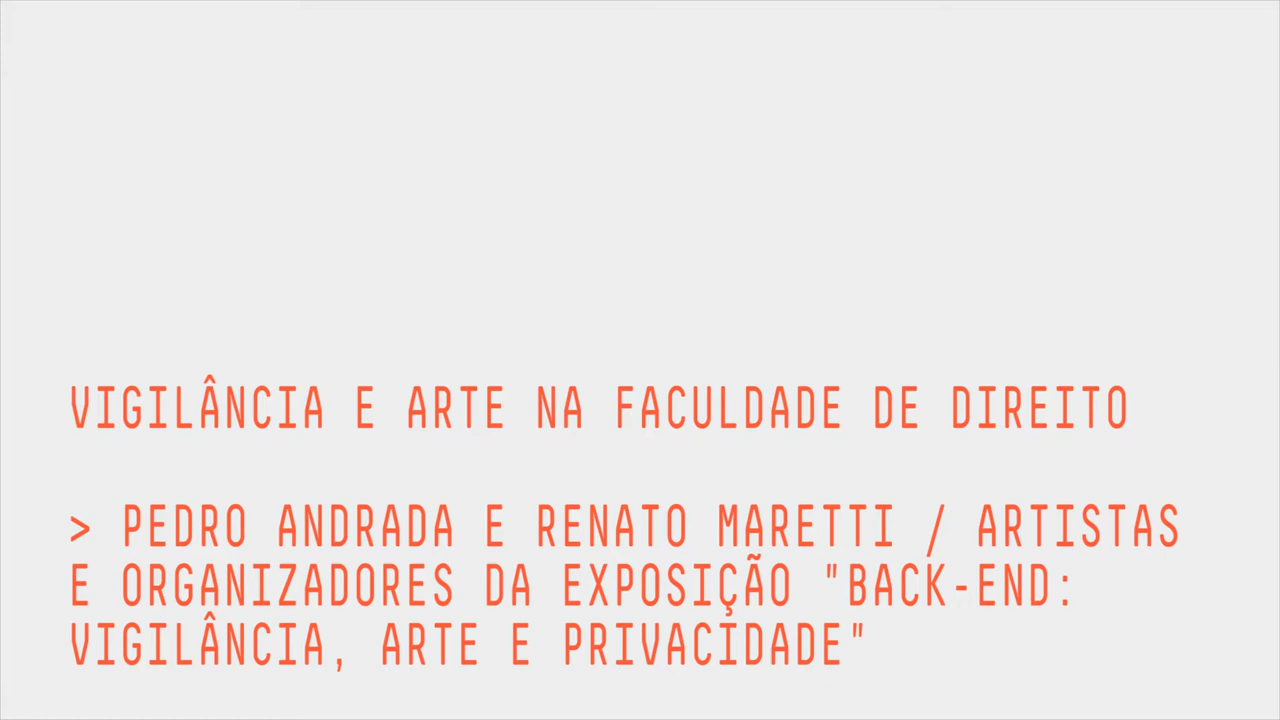 VIGILÂNCIA E ARTE NA FACULDADE DE DIREITO
> PEDRO ANDRADA E RENATO MARETTI / ARTISTAS
E ORGANIZADORES DA EXPOSIÇÃO "BACK-END:
VIGILÂNCIA, ARTE E PRIVACIDADE"